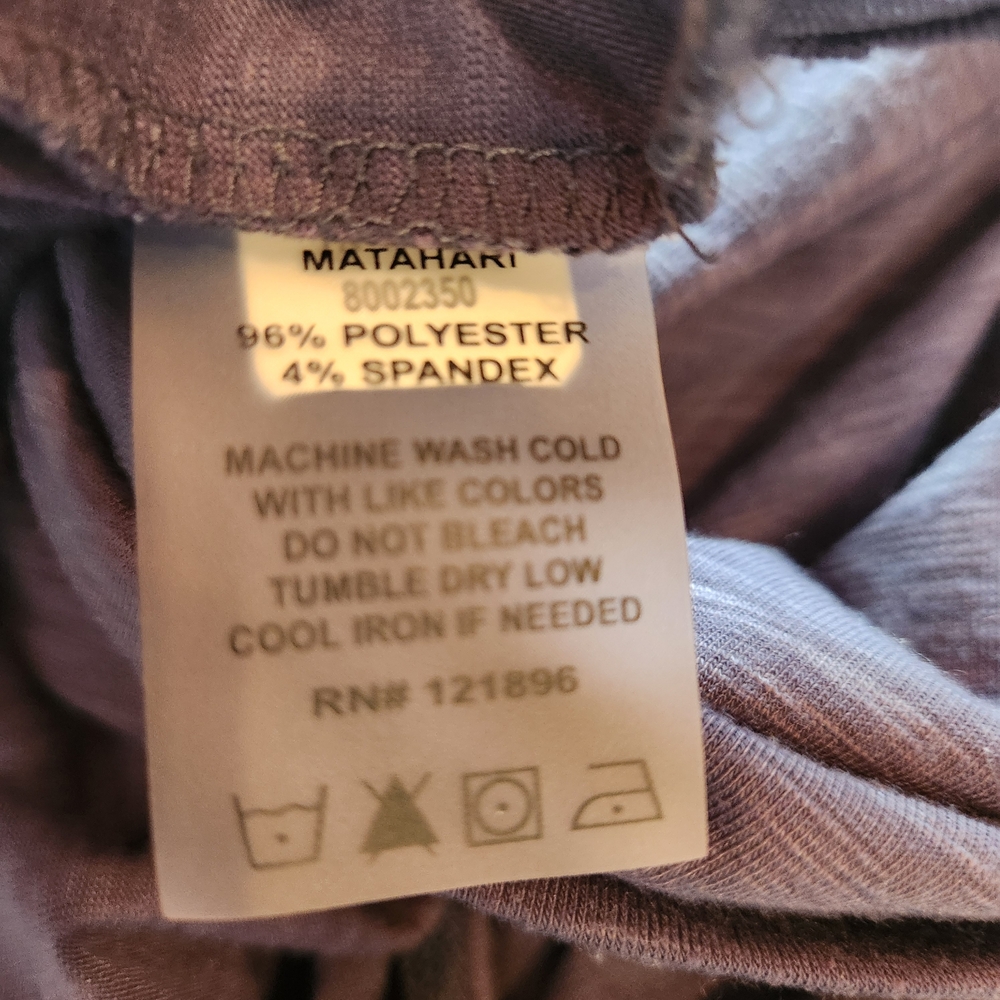 MATAHARI
8002350
96% POLYESTER
4% SPANDEX
MACHINE WASH COLD
WITH LIKE COLORS
DO NOT BLEACH
TUMBLE DRY LOW
COOL IRON IF NEEDED
RN# 121896